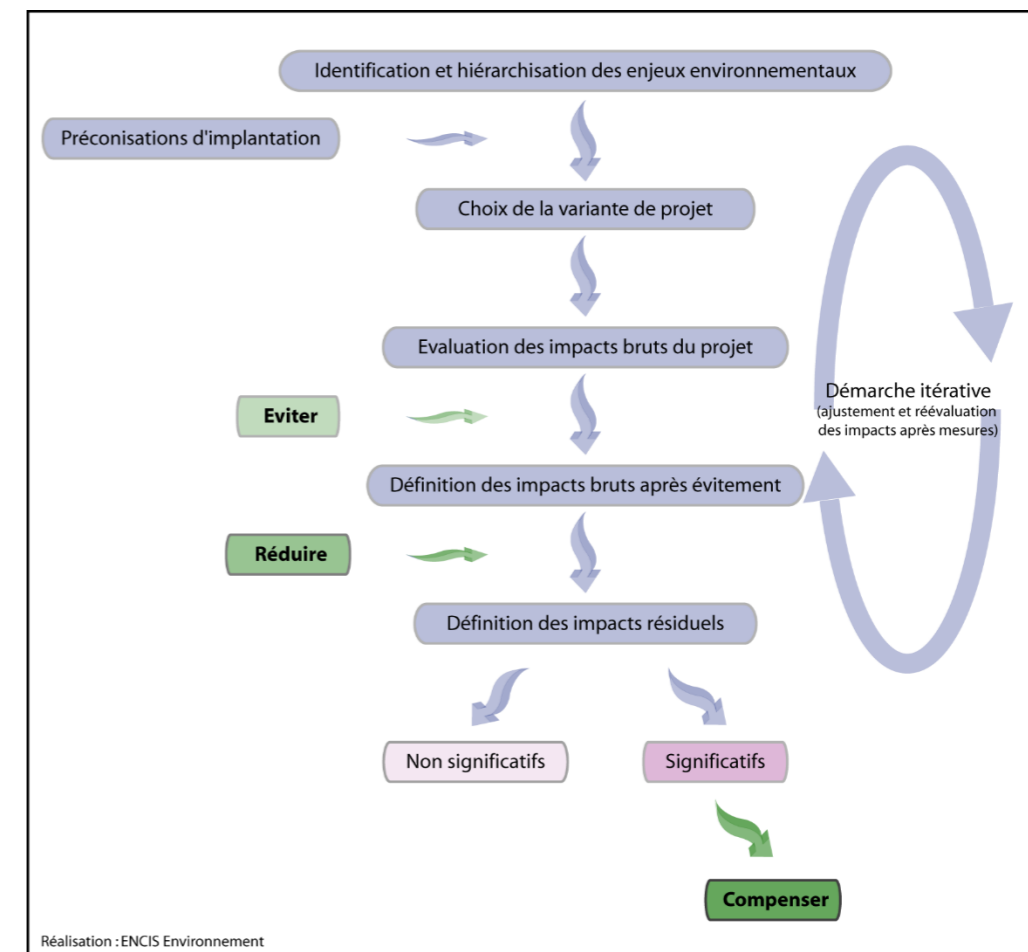 Identification et hiérarchisation des enjeux environnementaux
Préconisations d'implantation
Choix de la variante de projet
Evaluation des impacts bruts du projet
Démarche itérative
(ajustement et réévaluation
des impacts après mesures)
Eviter
Définition des impacts bruts après évitement
Réduire
Définition des impacts résiduels
Non significatifs
Significatifs
Compenser
Réalisation : ENCIS Environnement